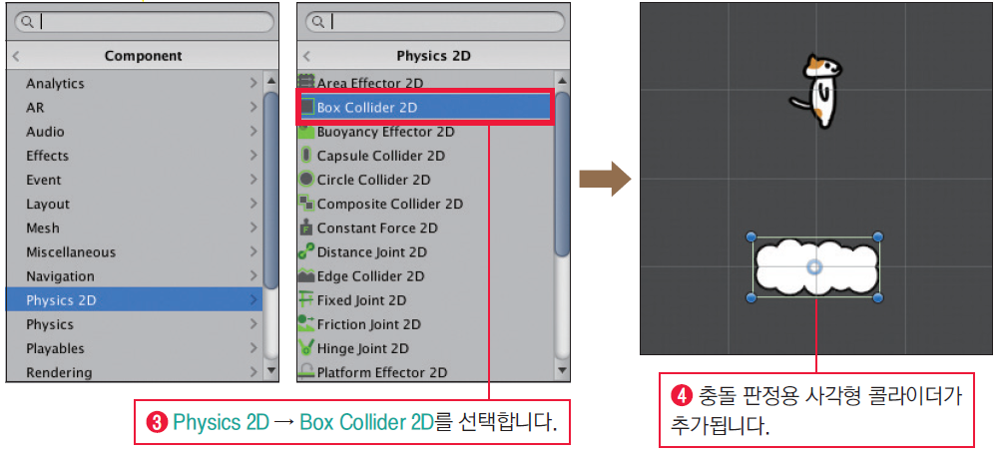 Component
Analytics
AR
Audio
Effects
Event
Layout
Mesh
Miscellaneous
Navigation
Physics 2D
Physics
Playables
Rendering
Physics 2D
Area Effector 2D
Box Collider 2D
Buoyancy Effector 2D
Capsule Collider 2D
Circle Collider 2D
Composite Collider 2D
Constant Force 2D
Distance Joint 2D
Edge Collider 2D
Fixed Joint 2D
Friction Joint 2D
Hinge Joint 2D
Platform Effector 2D
❸ Physics 2D → Box Collider 2D를 선택합니다.
❹ 충돌 판정용 사각형 콜라이더가
추가됩니다.